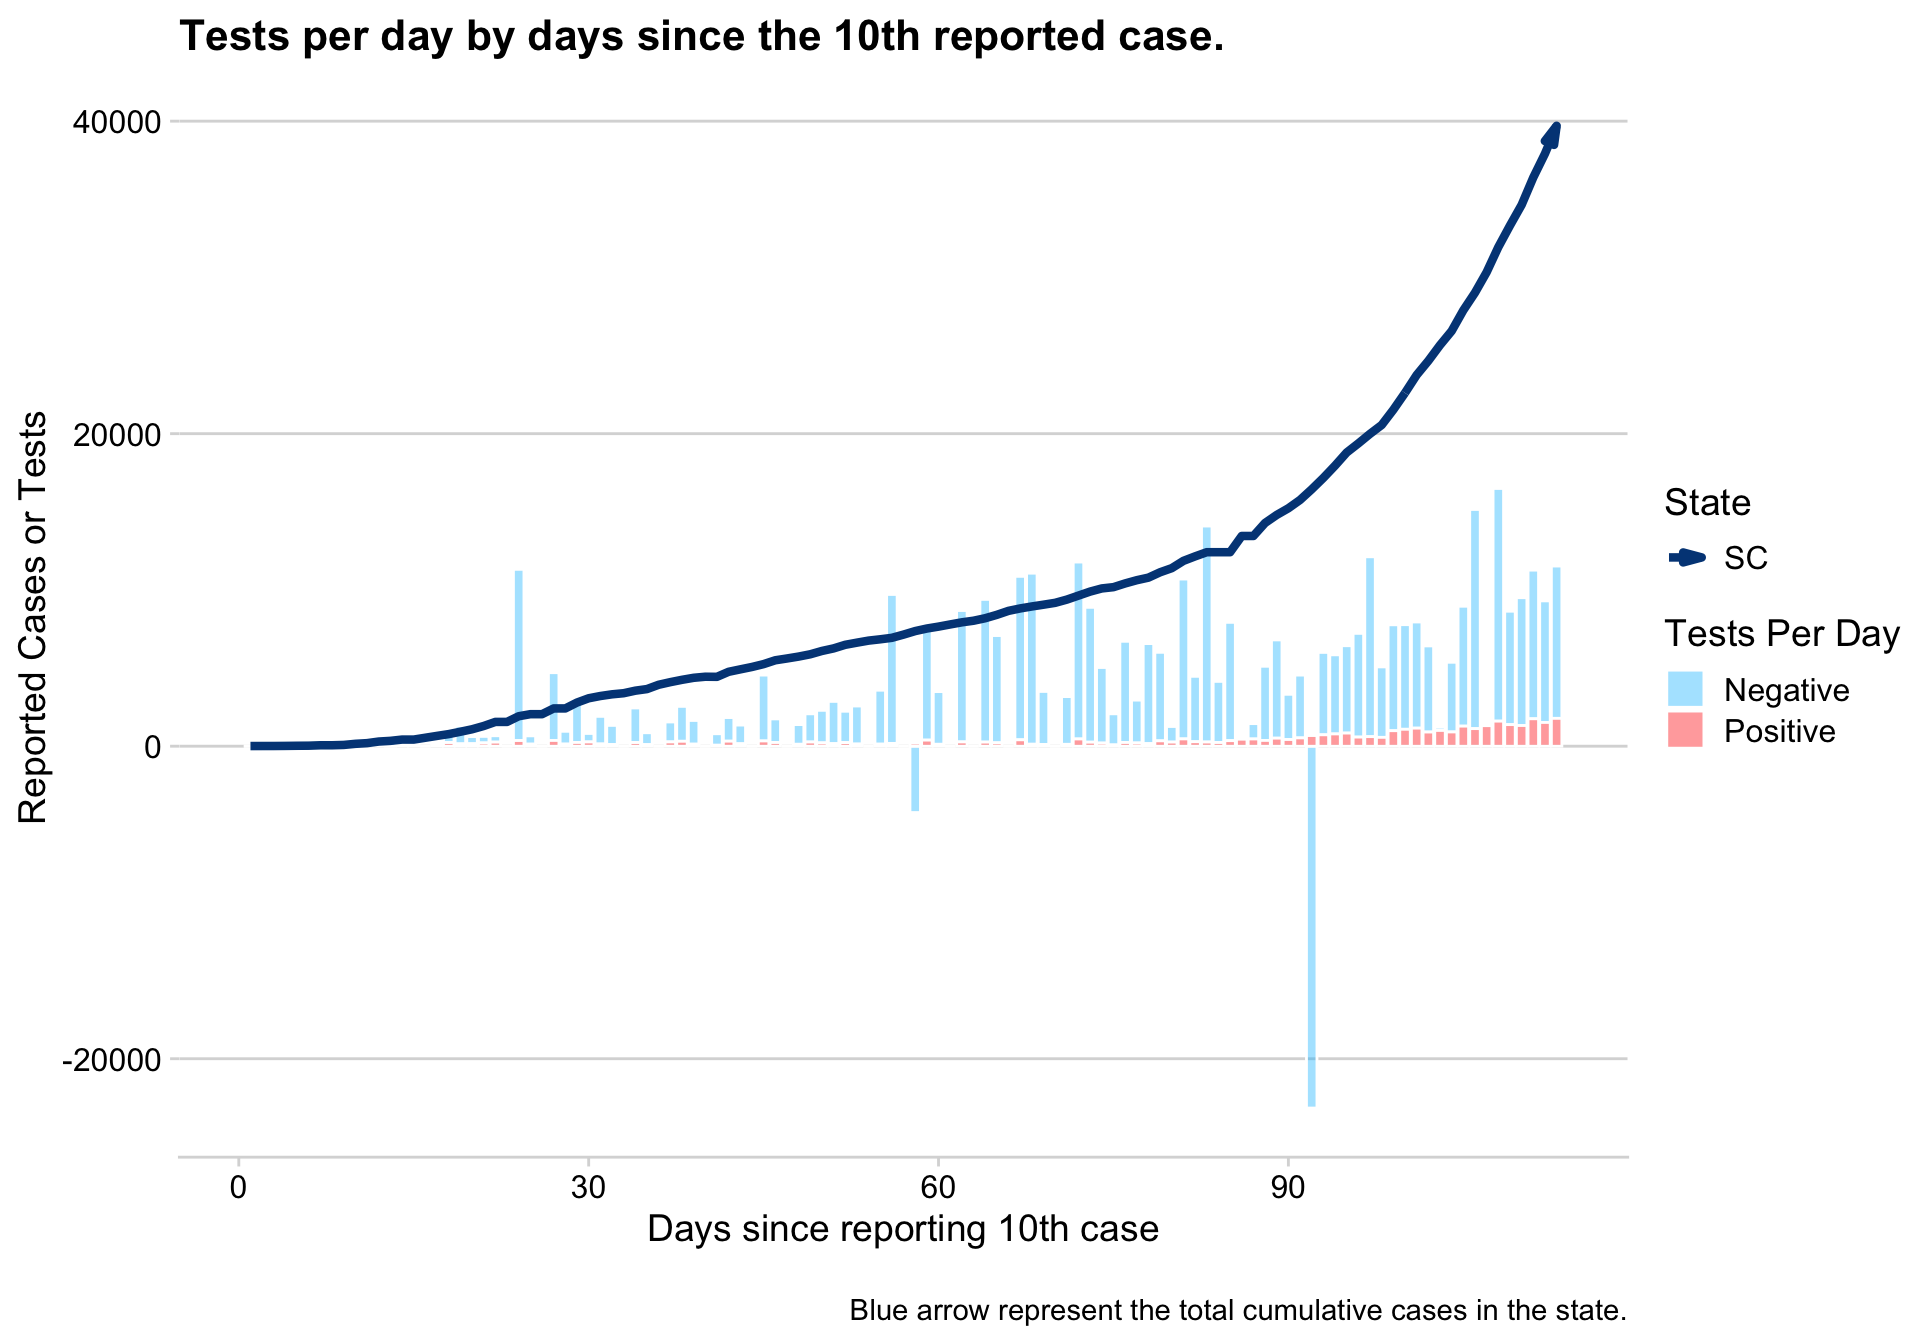 Tests per day by days since the 10th reported case.
40000
20000
0
-20000
Reported Cases or Tests
0
30
60
90
Days since reporting 10th case
State
SC
Tests Per Day
Negative
Positive
Blue arrow represent the total cumulative cases in the state.